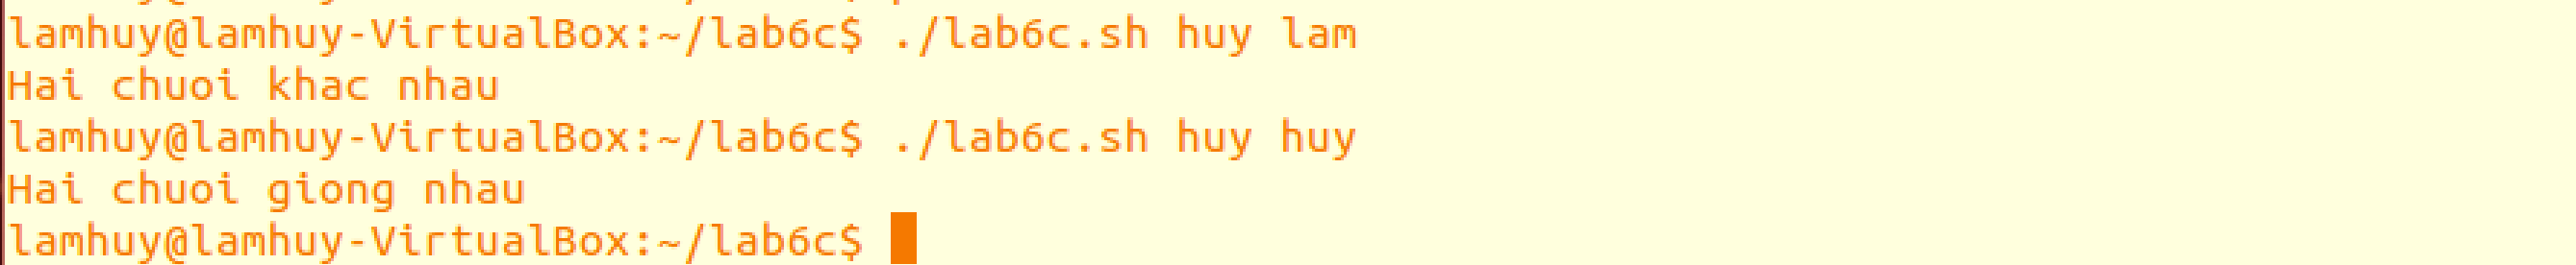 lamhuy@lamhuy-VirtualBox:~/lab6c$ ./lab6c.sh huy lam
Hai chuoi khac nhau
lamhuy@lamhuy-VirtualBox:~/lab6c$ ./lab6c.sh huy huy
Hai chuoi giong nhau
lamhuy@lamhuy-VirtualBox:~/lab6c$